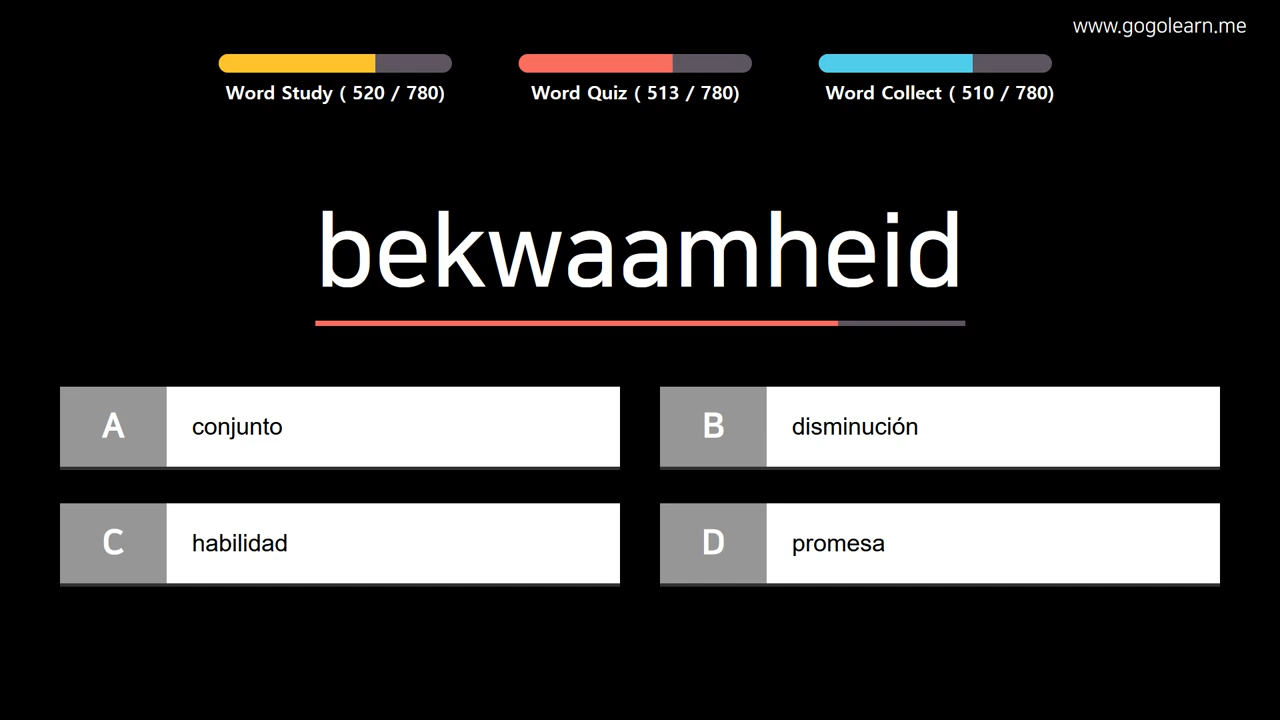 www.gogolearn.me
Word Study ( 520 / 780)
Word Quiz ( 513 / 780)
Word Collect ( 510 / 780)
bekwaamheid
A conjunto
B disminución
C habilidad
D promesa